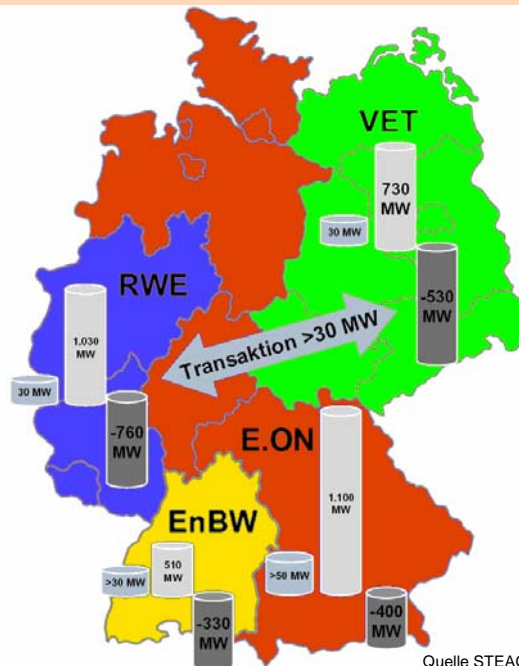 VET
730
MW
30 MW
-530
MW
RWE
1.030
MW
30 MW
-760
MW
Transaktion >30 MW
E.ON
1.100
MW
>50 MW
-400
MW
EnBW
510
MW
>30 MW
-330
MW
Quelle STEAG